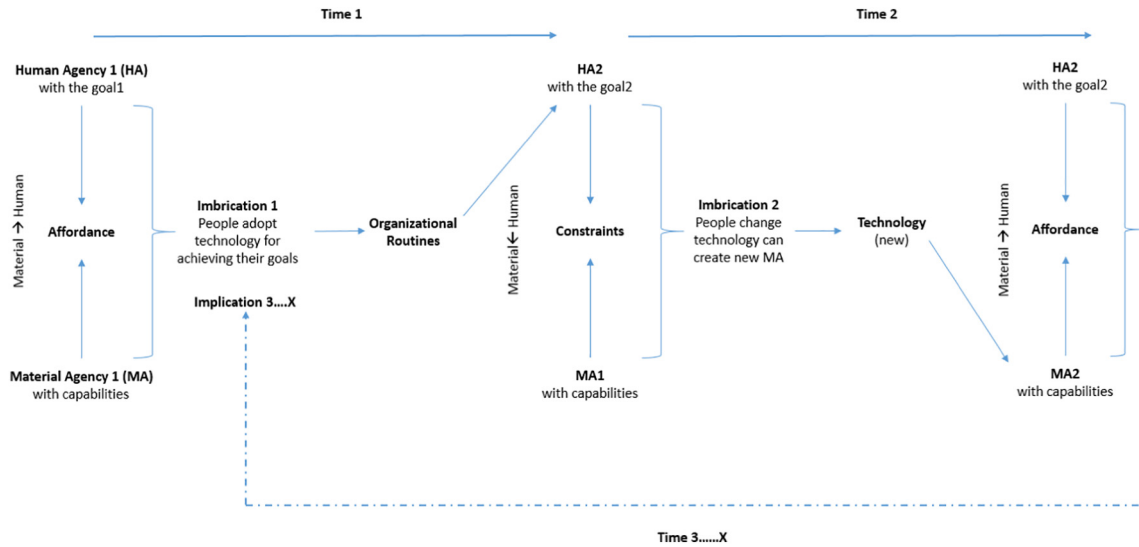 Time 1
Time 2
Human Agency 1 (HA)
with the goal1
HA2
with the goal2
HA2
with the goal2
Material → Human
Affordance
Imbrication 1
People adopt
technology for
achieving their goals
Organizational
Routines
Material ← Human
Constraints
Imbrication 2
People change
technology can
create new MA
Technology
(new)
Material → Human
Affordance
Implication 3....X
Material Agency 1 (MA)
with capabilities
MA1
with capabilities
MA2
with capabilities
Time 3......X